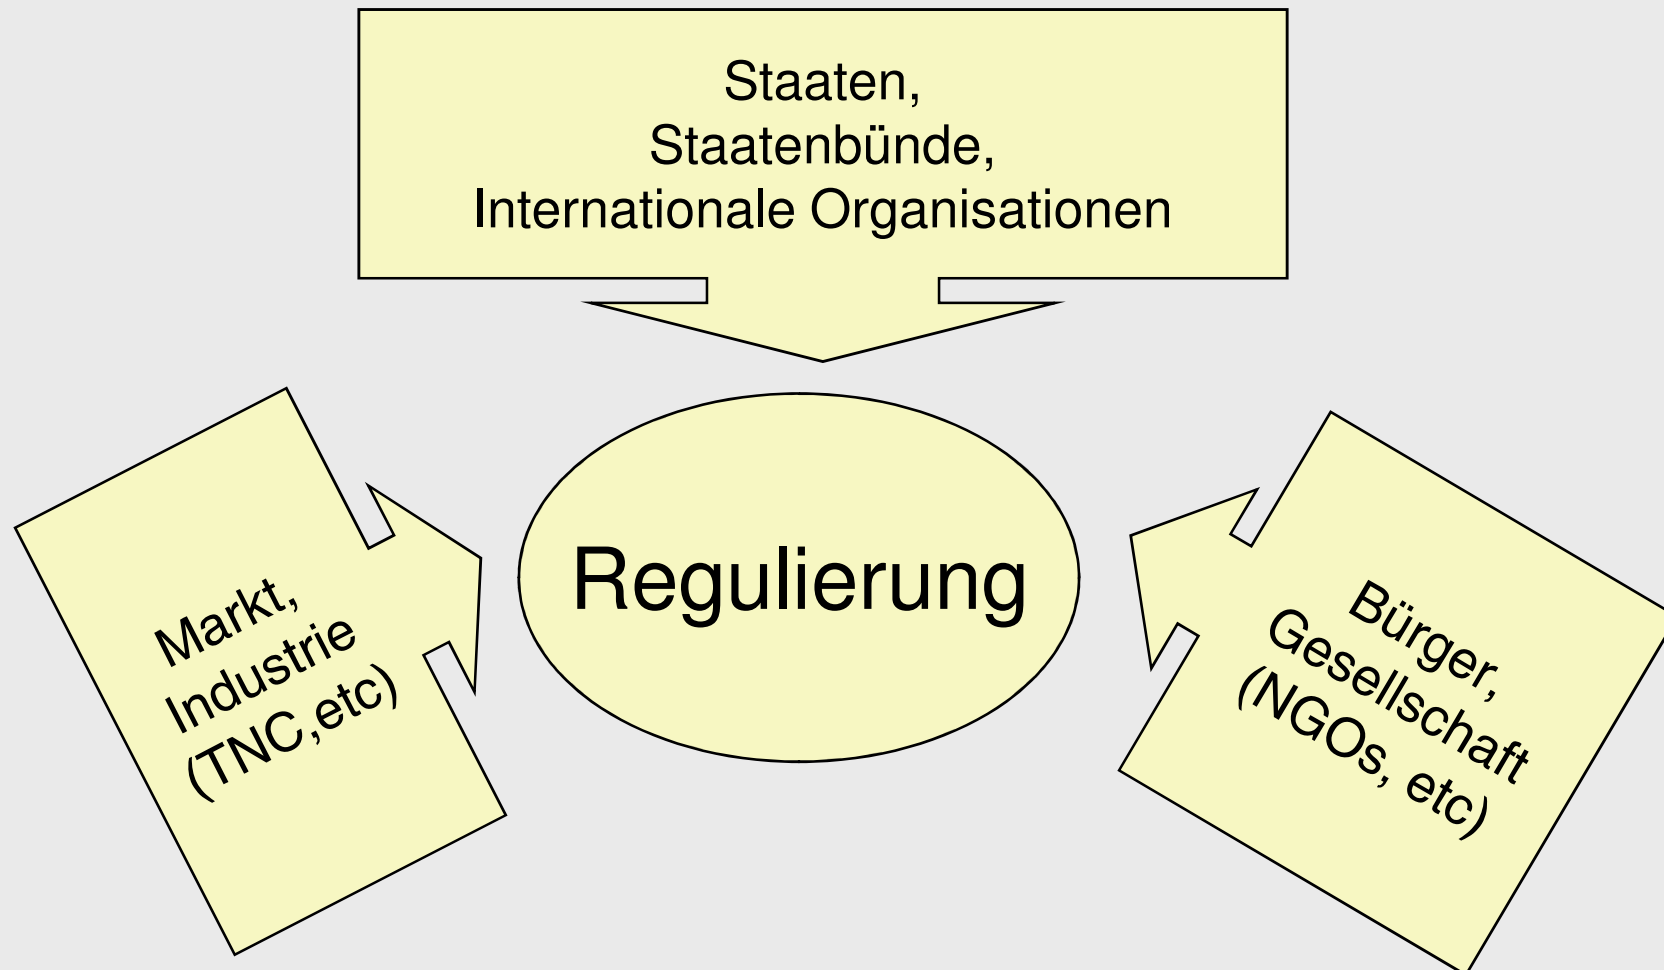 Staaten,
Staatenbünde,
Internationale Organisationen
Regulierung
Markt,
Industrie
(TNC,etc)
Bürger,
Gesellschaft
(NGOs, etc)